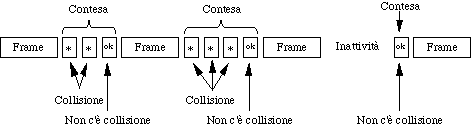 Contesa Contesa Contesa
Frame * * ok Frame * * * ok Frame Inattività ok Frame
Collisione Collisione
Non c'è collisione Non c'è collisione Non c'è collisione